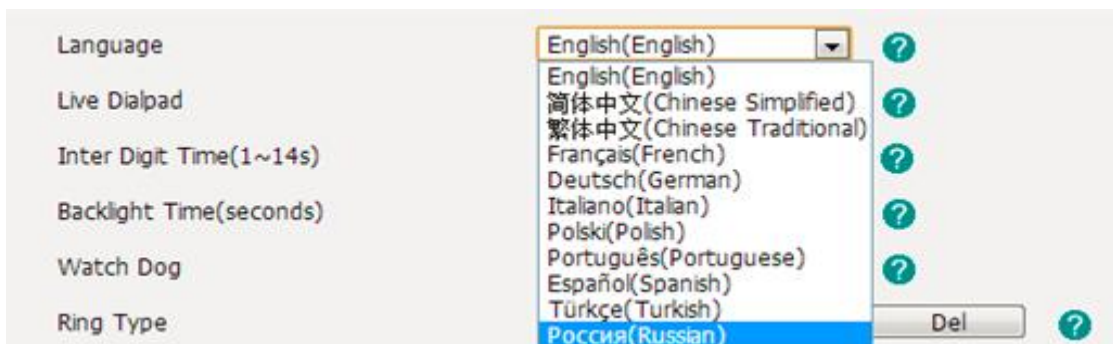 Language English(English)
English(English)
Live Dialpad 简体中文(Chinese Simplified)
繁体中文(Chinese Traditional)
Inter Digit Time(1~14s) Français(French)
Deutsch(German)
Backlight Time(seconds) Italiano(Italian)
Polski(Polish)
Watch Dog Português(Portuguese)
Español(Spanish)
Ring Type Türkçe(Turkish) Del
Россия(Russian)